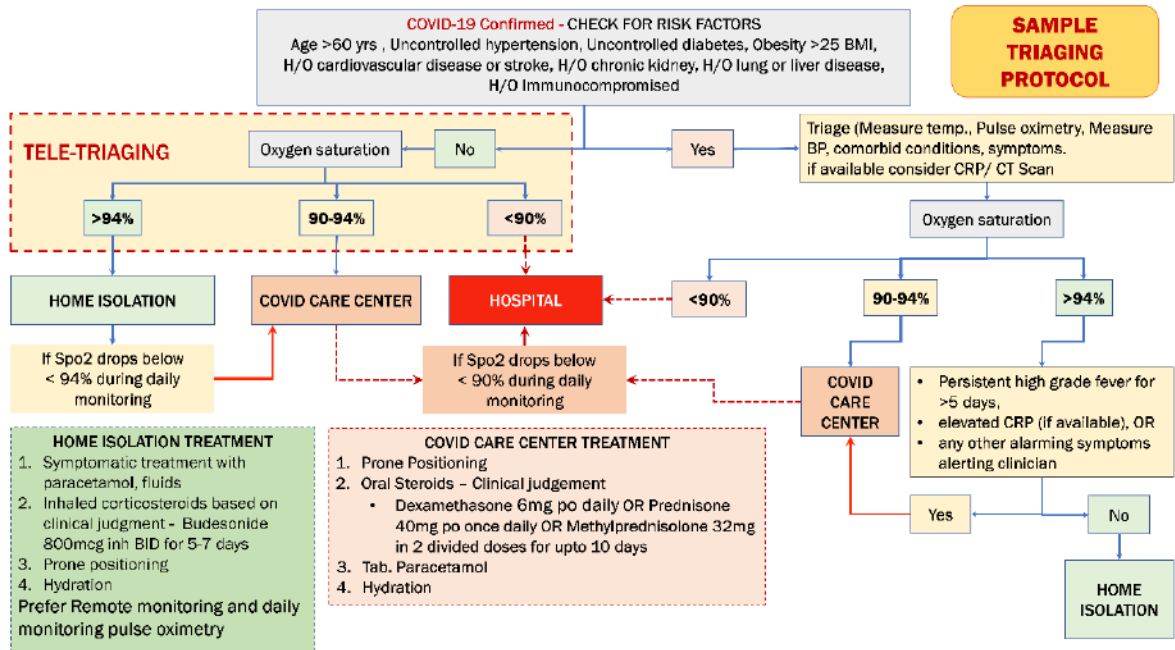 COVID-19 Confirmed - CHECK FOR RISK FACTORS
Age >60 yrs , Uncontrolled hypertension, Uncontrolled diabetes, Obesity >25 BMI,
H/O cardiovascular disease or stroke, H/O chronic kidney, H/O lung or liver disease,
H/O Immunocompromised
SAMPLE
TRIAGING
PROTOCOL
TELE-TRIAGING
Oxygen saturation
No
Yes
Triage (Measure temp., Pulse oximetry, Measure
BP, comorbid conditions, symptoms.
if available consider CRP/ CT Scan
>94%
90-94%
<90%
Oxygen saturation
HOME ISOLATION
COVID CARE CENTER
HOSPITAL
<90%
90-94%
>94%
If Spo2 drops below
< 94% during daily
monitoring
If Spo2 drops below
< 90% during daily
monitoring
COVID
CARE
CENTER
• Persistent high grade fever for
>5 days,
• elevated CRP (if available), OR
• any other alarming symptoms
alerting clinician
Yes
No
HOME
ISOLATION
HOME ISOLATION TREATMENT
1. Symptomatic treatment with
paracetamol, fluids
2. Inhaled corticosteroids based on
clinical judgment - Budesonide
800mcg inh BID for 5-7 days
3. Prone positioning
4. Hydration
Prefer Remote monitoring and daily
monitoring pulse oximetry
COVID CARE CENTER TREATMENT
1. Prone Positioning
2. Oral Steroids – Clinical judgement
• Dexamethasone 6mg po daily OR Prednisone
40mg po once daily OR Methylprednisolone 32mg
in 2 divided doses for upto 10 days
3. Tab. Paracetamol
4. Hydration